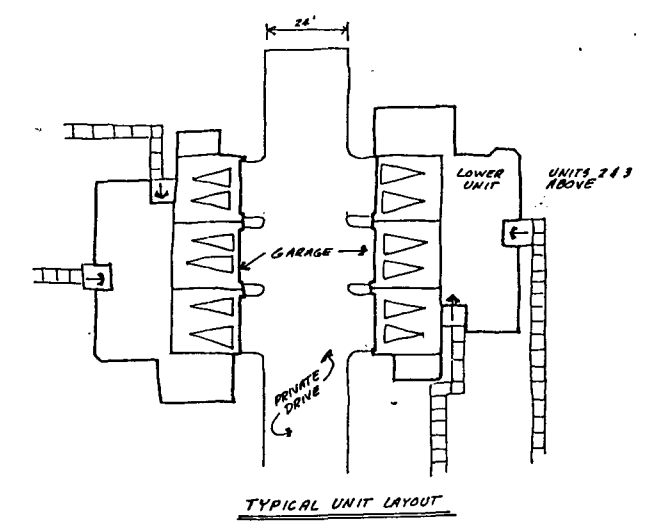 24'
LOWER
UNIT
UNITS 2 & 3
ABOVE
GARAGE
PRIVATE
DRIVE
TYPICAL UNIT LAYOUT